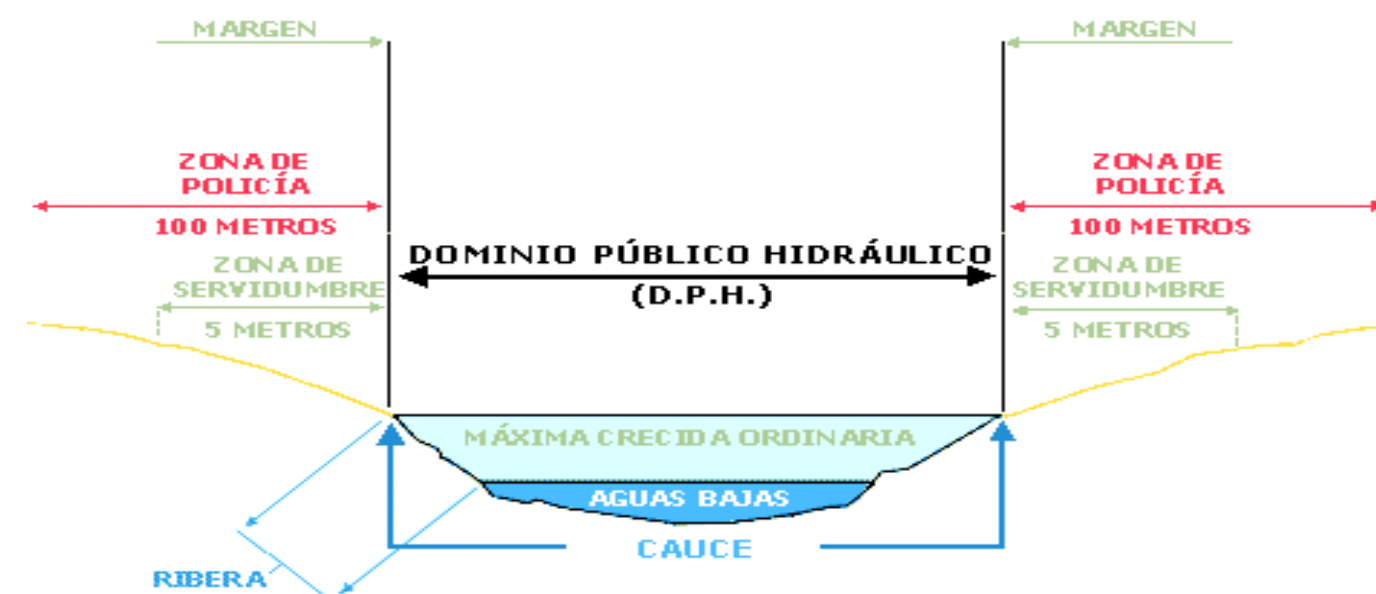 MARGEN
MARGEN
ZONA DE
POLICÍA
100 METROS
ZONA DE
POLICÍA
100 METROS
DOMINIO PÚBLICO HIDRÁULICO
(D.P.H.)
ZONA DE
SERVIDUMBRE
5 METROS
ZONA DE
SERVIDUMBRE
5 METROS
MÁXIMA CRECIDA ORDINARIA
AGUAS BAJAS
CAUCE
RIBERA